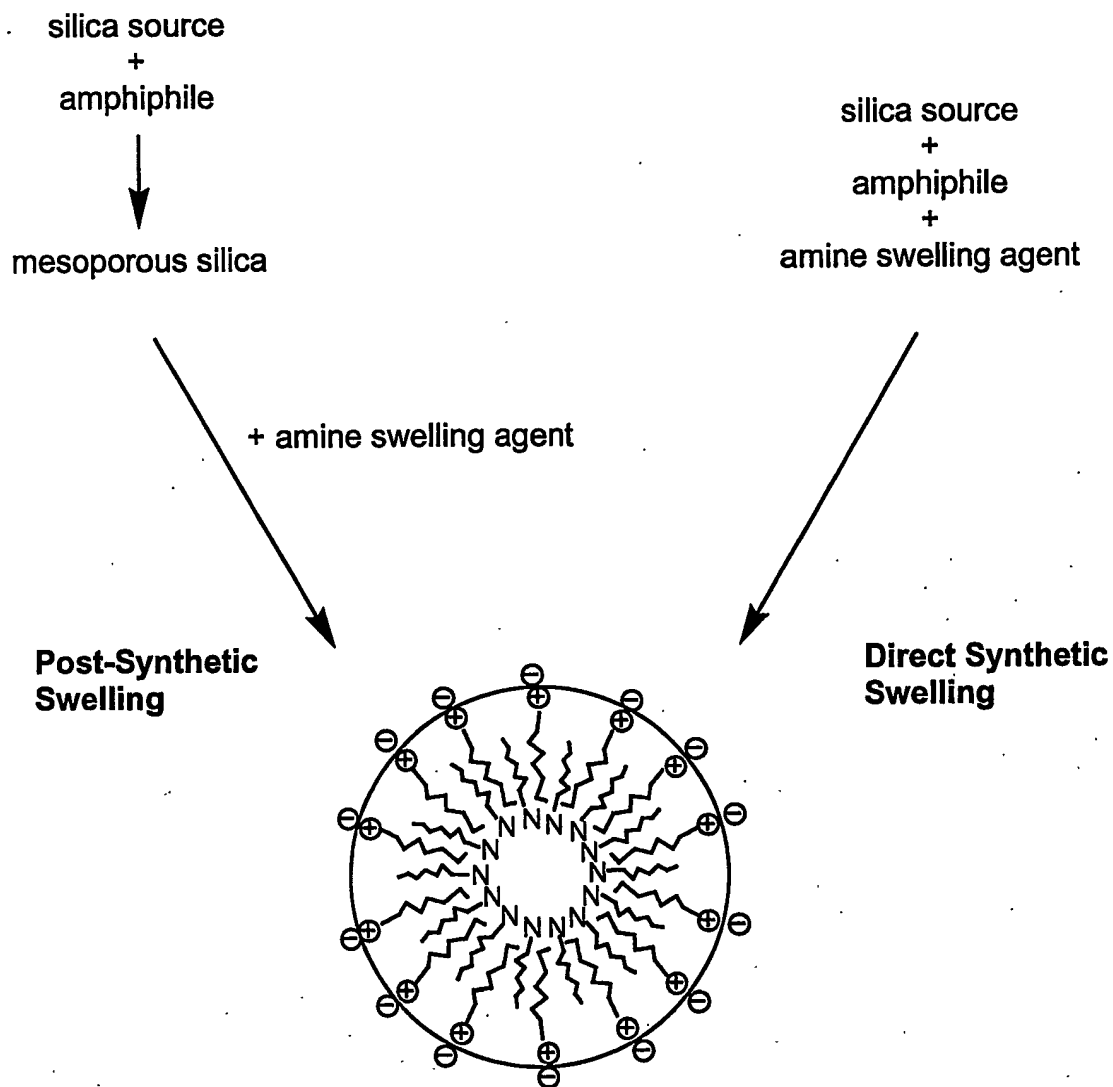 silica source
+
amphiphile
mesoporous silica
silica source
+
amphiphile
+
amine swelling agent
+ amine swelling agent
Post-Synthetic
Swelling
Direct Synthetic
Swelling
N N N N N N N N N N N N N N